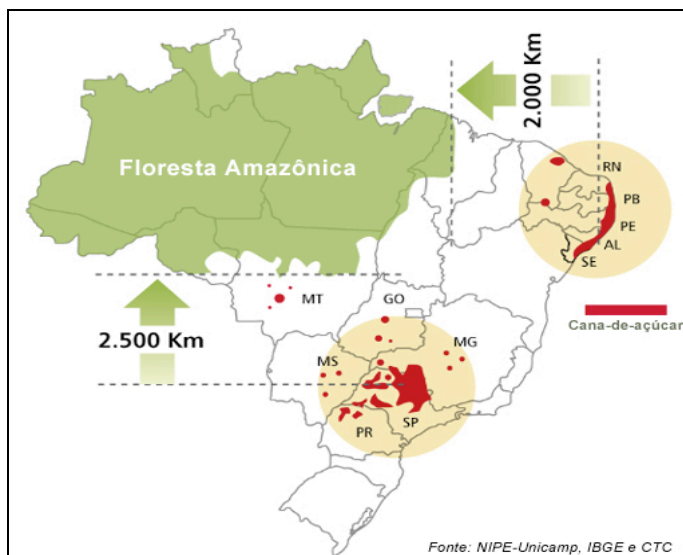 2.000 Km
Floresta Amazônica
RN
PB
PE
AL
SE
MT
GO
Cana-de-açúcar
2.500 Km
MG
MS
SP
PR
Fonte: NIPE-Unicamp, IBGE e CTC